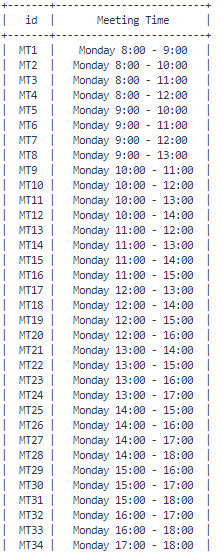 id | Meeting Time
MT1 | Monday 8:00 - 9:00
MT2 | Monday 8:00 - 10:00
MT3 | Monday 8:00 - 11:00
MT4 | Monday 8:00 - 12:00
MT5 | Monday 9:00 - 10:00
MT6 | Monday 9:00 - 11:00
MT7 | Monday 9:00 - 12:00
MT8 | Monday 9:00 - 13:00
MT9 | Monday 10:00 - 11:00
MT10 | Monday 10:00 - 12:00
MT11 | Monday 10:00 - 13:00
MT12 | Monday 10:00 - 14:00
MT13 | Monday 11:00 - 12:00
MT14 | Monday 11:00 - 13:00
MT15 | Monday 11:00 - 14:00
MT16 | Monday 11:00 - 15:00
MT17 | Monday 12:00 - 13:00
MT18 | Monday 12:00 - 14:00
MT19 | Monday 12:00 - 15:00
MT20 | Monday 12:00 - 16:00
MT21 | Monday 13:00 - 14:00
MT22 | Monday 13:00 - 15:00
MT23 | Monday 13:00 - 16:00
MT24 | Monday 13:00 - 17:00
MT25 | Monday 14:00 - 15:00
MT26 | Monday 14:00 - 16:00
MT27 | Monday 14:00 - 17:00
MT28 | Monday 14:00 - 18:00
MT29 | Monday 15:00 - 16:00
MT30 | Monday 15:00 - 17:00
MT31 | Monday 15:00 - 18:00
MT32 | Monday 16:00 - 17:00
MT33 | Monday 16:00 - 18:00
MT34 | Monday 17:00 - 18:00